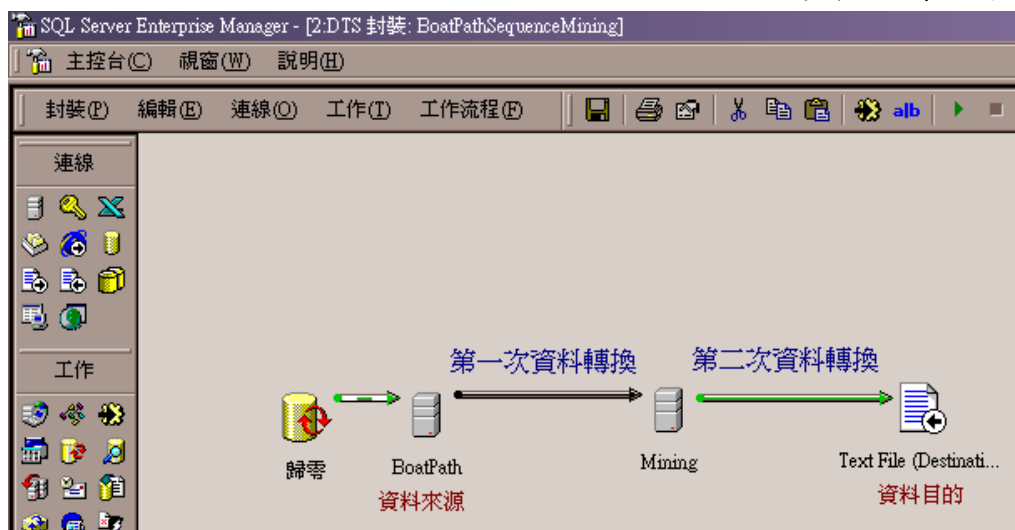 SQL Server Enterprise Manager - [2:DTS 封裝: BoatPathSequenceMining]
主控台(C) 視窗(W) 說明(H)
封裝(P) 編輯(E) 連線(O) 工作(T) 工作流程(F) a|b
連線
工作
第一次資料轉換 第二次資料轉換
歸零 BoatPath Mining Text File (Destinati...
資料來源 資料目的